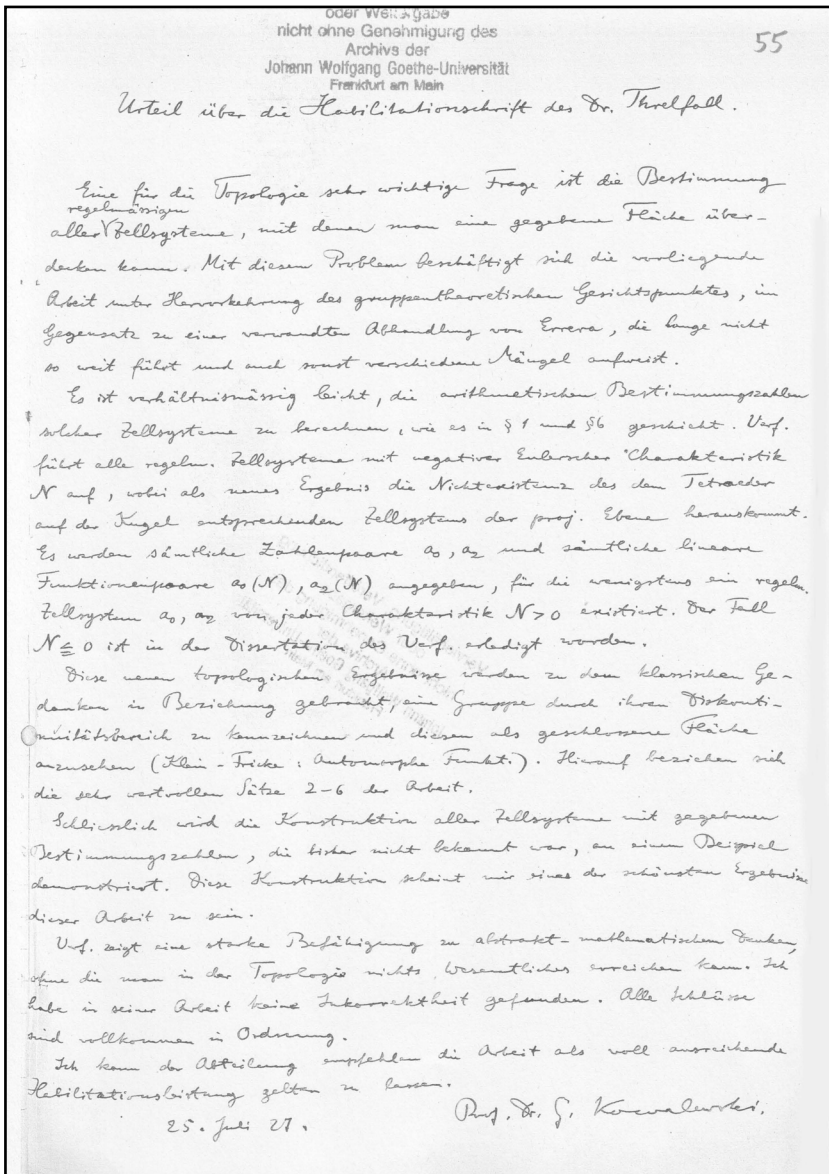 oder Weitergabe
nicht ohne Genehmigung des
Archivs der
Johann Wolfgang Goethe-Universität
Frankfurt am Main
55
Urteil über die Habilitationsschrift des Dr. Threlfall.
Eine für die Topologie sehr wichtige Frage ist die Bestimmung
regelmässigen
aller Zellsysteme, mit denen man eine gegebene Fläche über-
decken kann. Mit diesem Problem beschäftigt sich die vorliegende
Arbeit unter Hervorkehrung des gruppentheoretischen Gesichtspunktes, im
Gegensatz zu einer verwandten Abhandlung von Errera, die lange nicht
so weit führt und auch sonst verschiedene Mängel aufweist.
Es ist verhältnismässig leicht, die arithmetischen Bestimmungszahlen
solcher Zellsysteme zu berechnen, wie es in § 1 und §6 geschieht. Verf.
führt alle regelm. Zellsysteme mit negativer Eulerscher Charakteristik
N auf, wobei als neues Ergebnis die Nichtexistenz des dem Tetraeder
auf der Kugel entsprechenden Zellsystems der proj. Ebene herauskommt.
Es werden sämtliche Zahlenpaare a₀, a₂ und sämtliche lineare
Funktionenpaare a₀(N), a₂(N) angegeben, für die wenigstens ein regelm.
Zellsystem a₀, a₂ von jeder Charakteristik N > 0 existiert. Der Fall
N ≦ 0 ist in der Dissertation des Verf. erledigt worden.
Diese neuen topologischen Ergebnisse werden zu dem klassischen Ge-
danken in Beziehung gebracht, eine Gruppe durch ihren Diskonti-
nuitätsbereich zu kennzeichnen und diesen als geschlossene Fläche
anzusehen (Klein - Fricke : Automorphe Funkt.). Hierauf beziehen sich
die sehr wertvollen Sätze 2-6 der Arbeit.
Schliesslich wird die Konstruktion aller Zellsysteme mit gegebenen
Bestimmungszahlen, die bisher nicht bekannt war, an einem Beispiel
demonstriert. Diese Konstruktion scheint mir eines der schönsten Ergebnisse
dieser Arbeit zu sein.
Verf. zeigt eine starke Befähigung zu abstrakt-mathematischem Denken,
ohne die man in der Topologie nichts Wesentliches erreichen kann. Ich
habe in seiner Arbeit keine Inkorrektheit gefunden. Alle Schlüsse
sind vollkommen in Ordnung.
Ich kann der Abteilung empfehlen die Arbeit als voll ausreichende
Habilitationsleistung gelten zu lassen.
25. Juli 27.
Prof. Dr. G. Kowalewski.